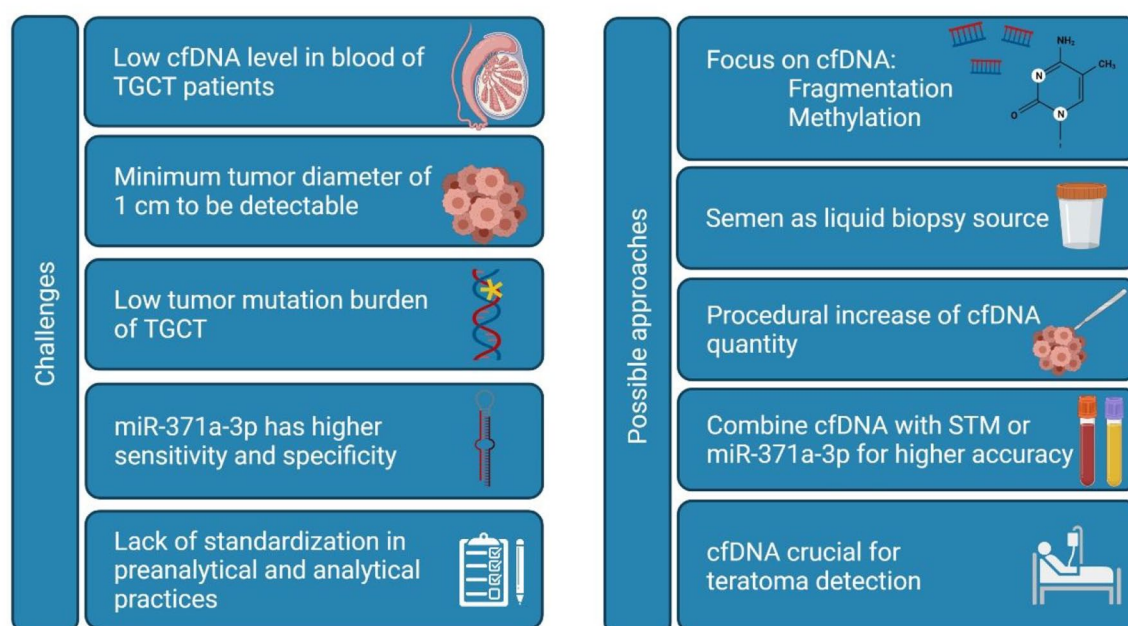 Challenges
Low cfDNA level in blood of
TGCT patients
Minimum tumor diameter of
1 cm to be detectable
Low tumor mutation burden
of TGCT
miR-371a-3p has higher
sensitivity and specificity
Lack of standardization in
preanalytical and analytical
practices
Possible approaches
Focus on cfDNA:
Fragmentation
Methylation
NH₂
CH₃
N
O
N
Semen as liquid biopsy source
Procedural increase of cfDNA
quantity
Combine cfDNA with STM or
miR-371a-3p for higher accuracy
cfDNA crucial for
teratoma detection